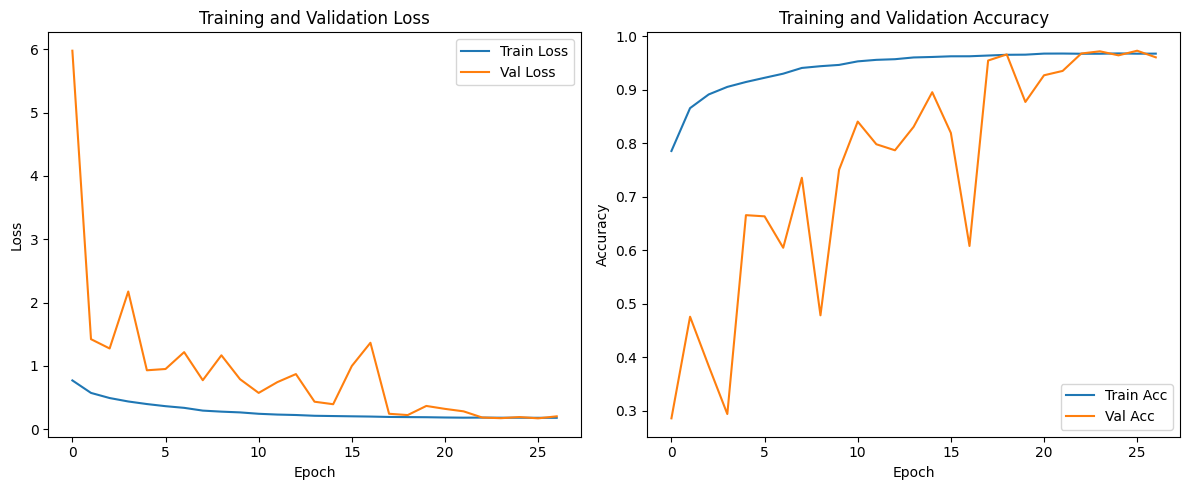 Training and Validation Loss
6
5
4
3
2
1
0
Loss
0
5
10
15
20
25
Epoch
Train Loss
Val Loss
Training and Validation Accuracy
1.0
0.9
0.8
0.7
0.6
0.5
0.4
0.3
Accuracy
0
5
10
15
20
25
Epoch
Train Acc
Val Acc